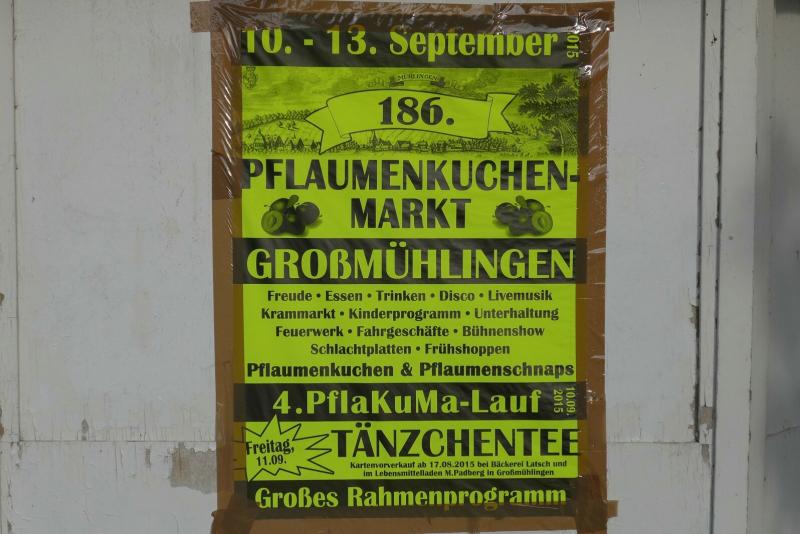 10. - 13. September 2015
MÜHLINGEN
186.
PFLAUMENKUCHEN-
MARKT
GROßMÜHLINGEN
Freude • Essen • Trinken • Disco • Livemusik
Krammarkt • Kinderprogramm • Unterhaltung
Feuerwerk • Fahrgeschäfte • Bühnenshow
Schlachtplatten • Frühshoppen
Pflaumenkuchen & Pflaumenschnaps
4.PflaKuMa-Lauf 10.09.
2015
Freitag,
11.09.
TÄNZCHENTEE
Kartenvorverkauf ab 17.08.2015 bei Bäckerei Latsch und
im Lebensmittelladen M.Padberg in Großmühlingen
Großes Rahmenprogramm